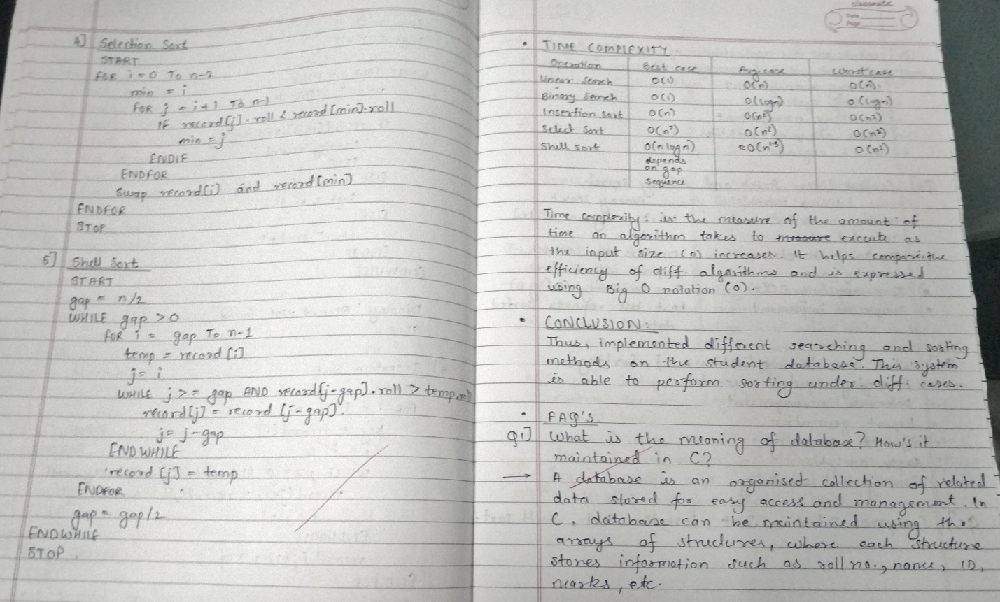 4] Selection Sort
START
FOR i = 0 To n-2
min = i
FOR j = i+1 To n-1
IF record[j].roll < record[min].roll
min = j
ENDIF
ENDFOR
Swap record[i] and record[min]
ENDFOR
STOP
5] Shell Sort
START
gap = n/2
WHILE gap > 0
FOR i = gap To n-1
temp = record[i]
j = i
WHILE j >= gap AND record[j-gap].roll > temp.roll
record[j] = record [j-gap].
j = j-gap
ENDWHILE
record [j] = temp
ENDFOR
gap = gap/2
ENDWHILE
STOP
classmate
Date
Page
• TIME COMPLEXITY
Operation Best case Avg. case Worst case
Linear Search O(1) O(n) O(n)
Binary Search O(1) O(logn) O(logn)
Insertion sort O(n) O(n²) O(n²)
Select Sort O(n²) O(n²) O(n²)
Shell sort O(n logn) ≈O(n^1.5) O(n²)
depends
on gap
sequence
Time complexity: is the measure of the amount of
time an algorithm takes to measure execute as
the input size (n) increases. It helps compare the
efficiency of diff. algorithms and is expressed
using Big O notation (O).
• CONCLUSION:
Thus, implemented different searching and sorting
methods on the student database. This system
is able to perform sorting under diff. cases.
• FAQ's
Q1] What is the meaning of database? How's it
maintained in C?
→ A database is an organised collection of related
data stored for easy access and management. In
C, database can be maintained using the
arrays of structures, where each structure
stores information such as roll no., name, ID,
marks, etc.